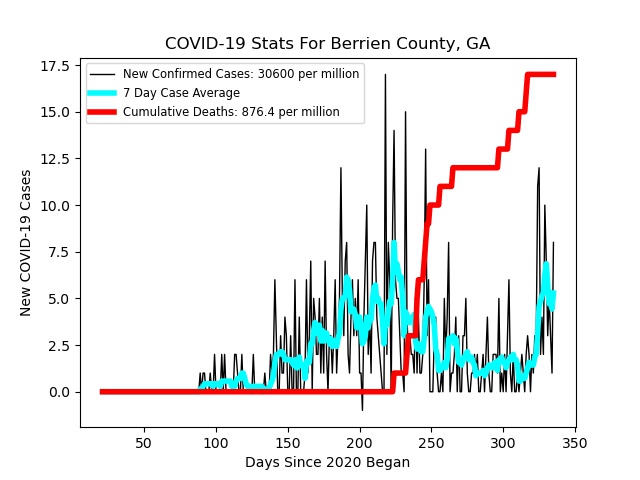 COVID-19 Stats For Berrien County, GA
New Confirmed Cases: 30600 per million
7 Day Case Average
Cumulative Deaths: 876.4 per million
17.5
15.0
12.5
10.0
7.5
5.0
2.5
0.0
New COVID-19 Cases
50 100 150 200 250 300 350
Days Since 2020 Began